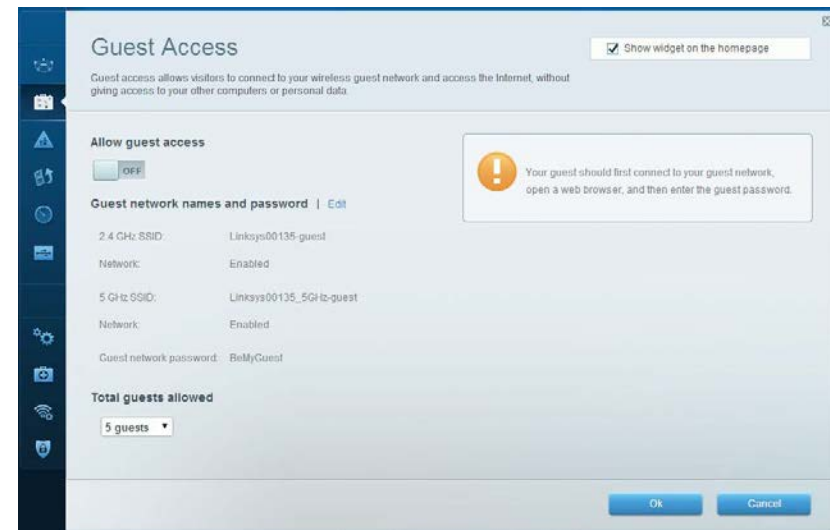 Guest Access
Show widget on the homepage
Guest access allows visitors to connect to your wireless guest network and access the Internet, without
giving access to your other computers or personal data.
Allow guest access
OFF
Your guest should first connect to your guest network,
open a web browser, and then enter the guest password.
Guest network names and password | Edit
2.4 GHz SSID: Linksys00135-guest
Network: Enabled
5 GHz SSID: Linksys00135_5GHz-guest
Network: Enabled
Guest network password: BeMyGuest
Total guests allowed
5 guests
Ok Cancel